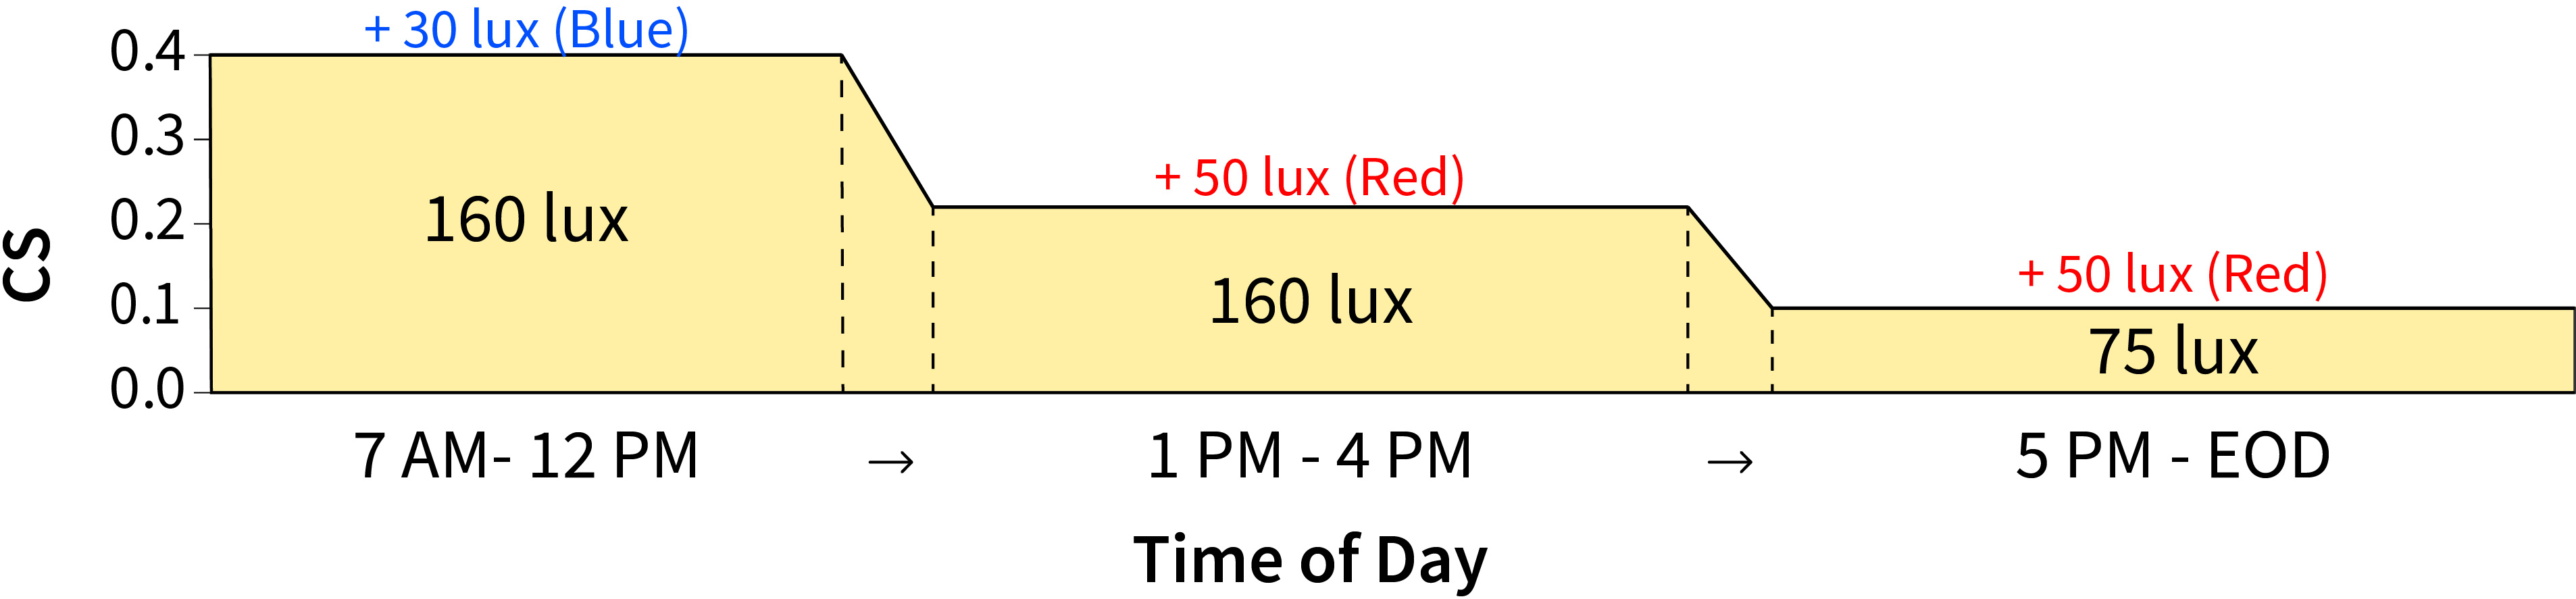 + 30 lux (Blue)
0.4
0.3
+ 50 lux (Red)
160 lux
0.2
+ 50 lux (Red)
CS
160 lux
0.1
75 lux
0.0
7 AM- 12 PM
→
1 PM - 4 PM
→
5 PM - EOD
Time of Day